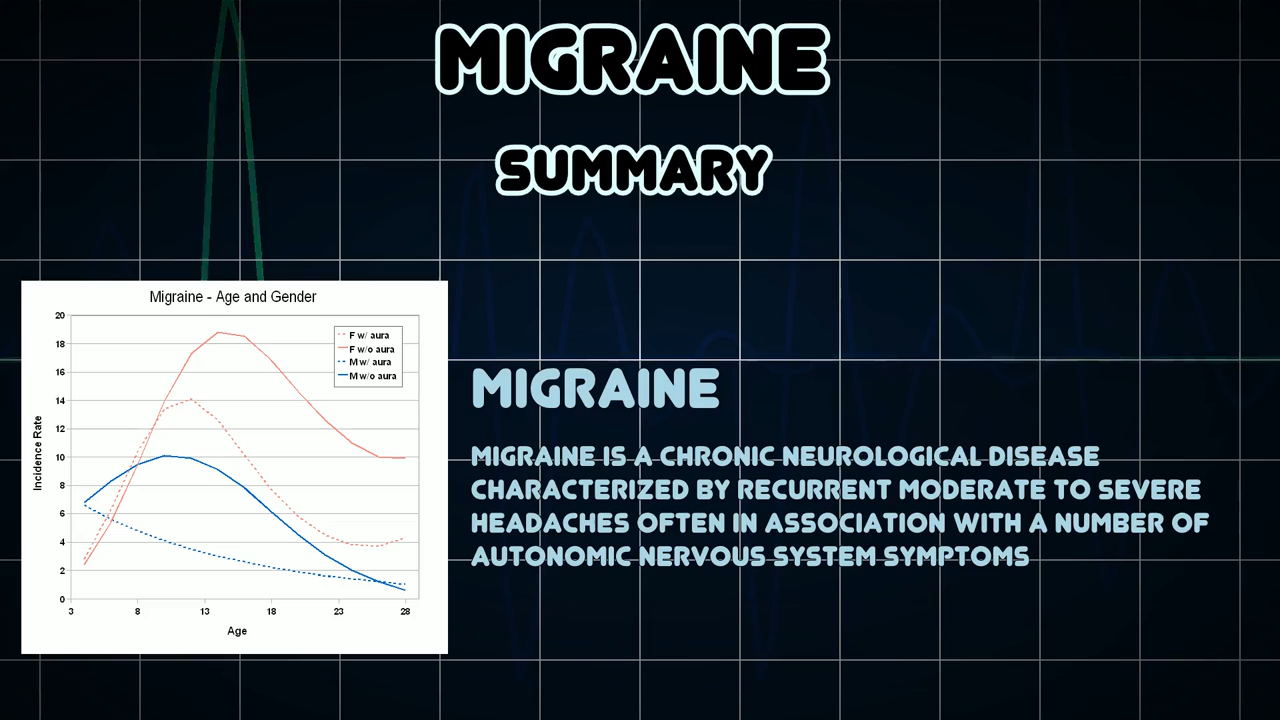 MIGRAINE
SUMMARY
Migraine - Age and Gender
F w/ aura
F w/o aura
M w/ aura
M w/o aura
20
18
16
14
12
10
8
6
4
2
0
Incidence Rate
3 8 13 18 23 28
Age
MIGRAINE
MIGRAINE IS A CHRONIC NEUROLOGICAL DISEASE
CHARACTERIZED BY RECURRENT MODERATE TO SEVERE
HEADACHES OFTEN IN ASSOCIATION WITH A NUMBER OF
AUTONOMIC NERVOUS SYSTEM SYMPTOMS